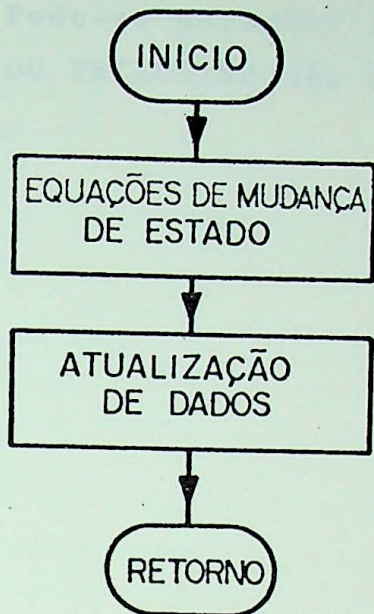 INICIO
EQUAÇÕES DE MUDANÇA
DE ESTADO
ATUALIZAÇÃO
DE DADOS
RETORNO